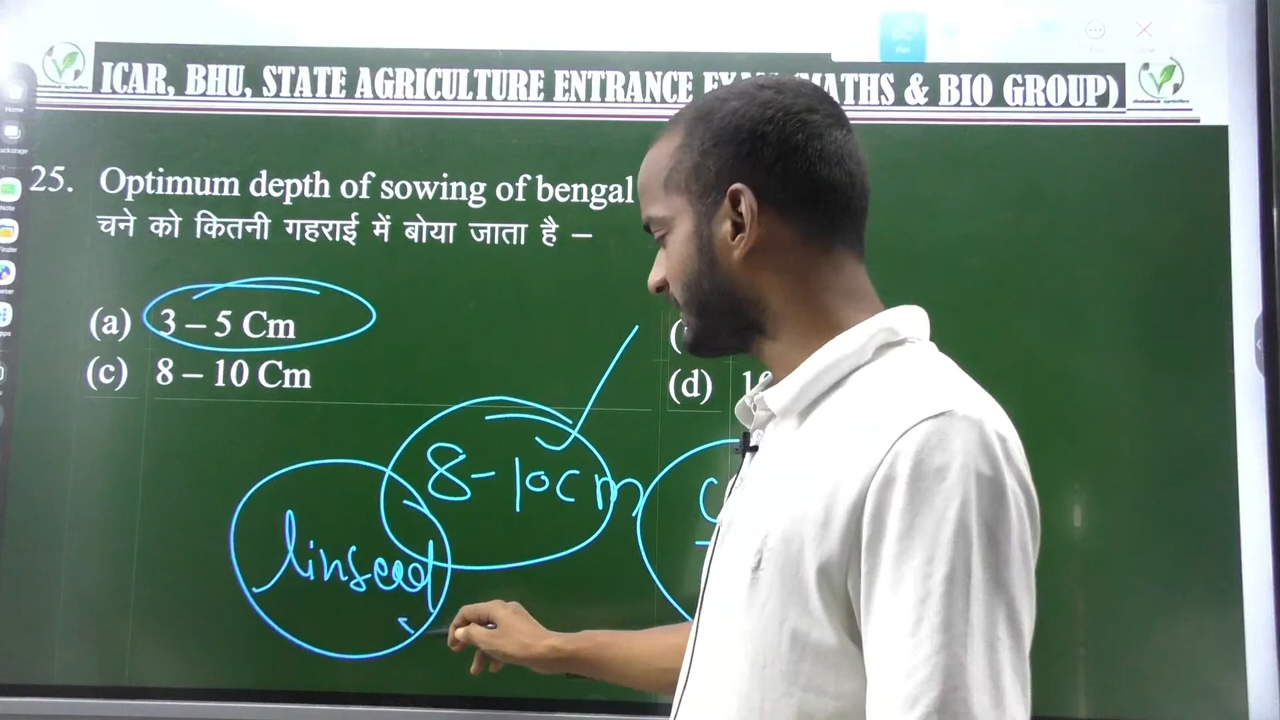 ICAR, BHU, STATE AGRICULTURE ENTRANCE (MATHS & BIO GROUP)
25. Optimum depth of sowing of bengal
चने को कितनी गहराई में बोया जाता है –
(a) 3 – 5 Cm
(c) 8 – 10 Cm
(d)
8-10cm
linseed